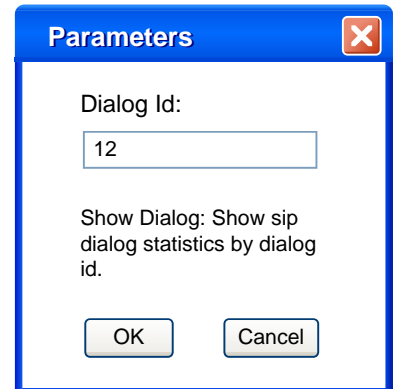 Parameters
Dialog Id:
12
Show Dialog: Show sip
dialog statistics by dialog
id.
OK Cancel